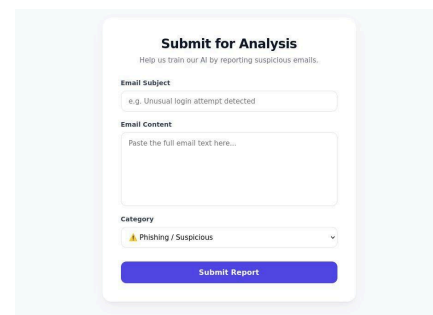 Submit for Analysis
Help us train our AI by reporting suspicious emails.
Email Subject
e.g. Unusual login attempt detected
Email Content
Paste the full email text here...
Category
⚠️ Phishing / Suspicious
Submit Report